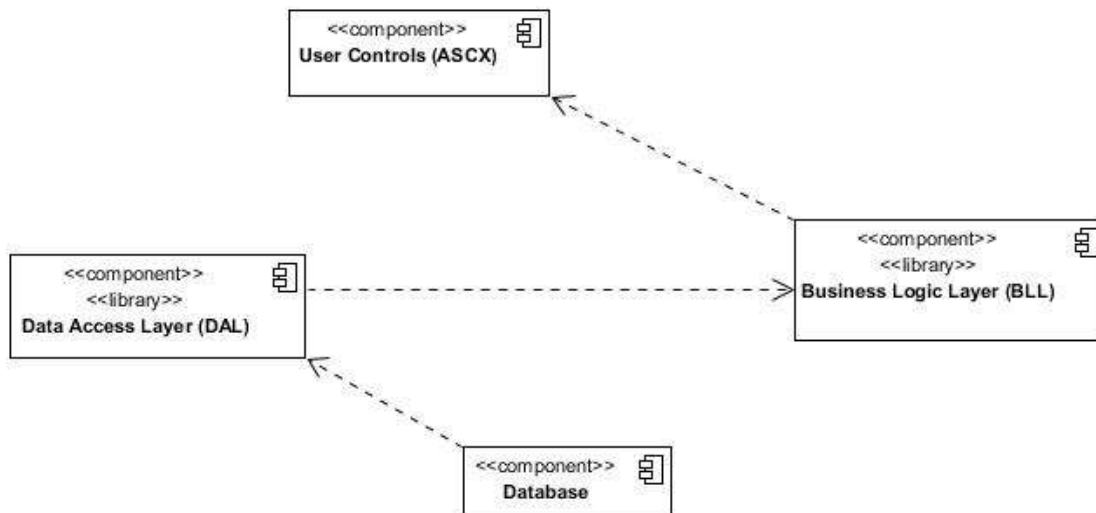 <<component>>
User Controls (ASCX)
<<component>>
<<library>>
Business Logic Layer (BLL)
<<component>>
<<library>>
Data Access Layer (DAL)
<<component>>
Database